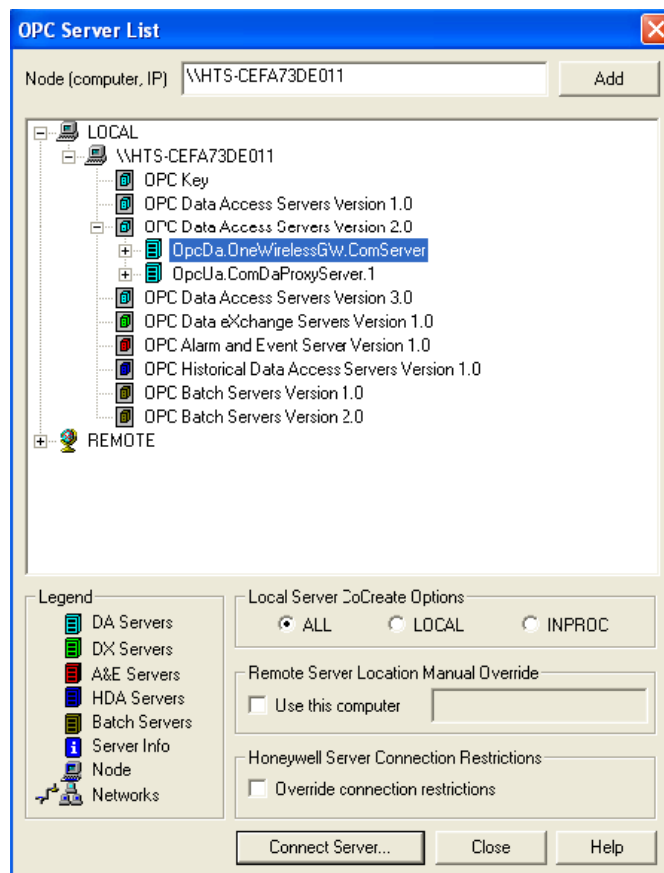 OPC Server List
Node (computer, IP) \\HTS-CEFA73DE011 Add
LOCAL
\\HTS-CEFA73DE011
OPC Key
OPC Data Access Servers Version 1.0
OPC Data Access Servers Version 2.0
OpcDa.OneWirelessGW.ComServer
OpcUa.ComDaProxyServer.1
OPC Data Access Servers Version 3.0
OPC Data eXchange Servers Version 1.0
OPC Alarm and Event Server Version 1.0
OPC Historical Data Access Servers Version 1.0
OPC Batch Servers Version 1.0
OPC Batch Servers Version 2.0
REMOTE
Legend
DA Servers
DX Servers
A&E Servers
HDA Servers
Batch Servers
Server Info
Node
Networks
Local Server CoCreate Options
ALL LOCAL INPROC
Remote Server Location Manual Override
Use this computer
Honeywell Server Connection Restrictions
Override connection restrictions
Connect Server... Close Help